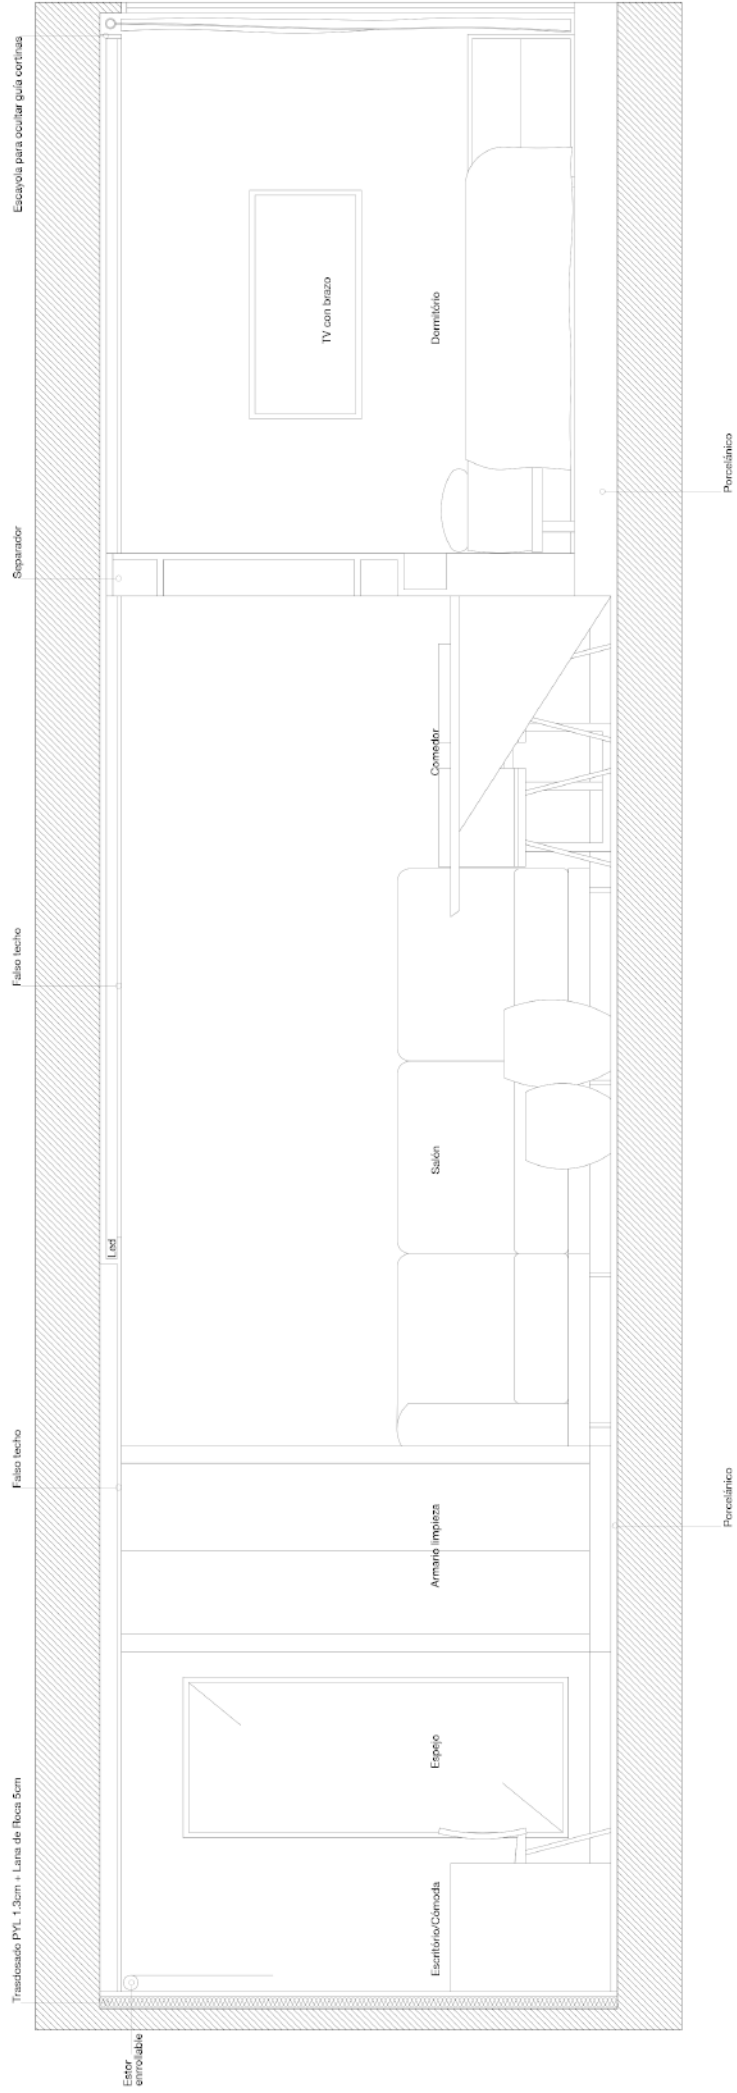 Trasdosado PYL 1.3cm + Lana de Roca 5cm
Falso techo
Falso techo
Separador
Escayola para ocultar guía cortinas
Led
Estor
enrrollable
TV con brazo
Escritório/Cómoda
Espejo
Armario limpieza
Salón
Comedor
Dormitório
Porcelánico
Porcelánico